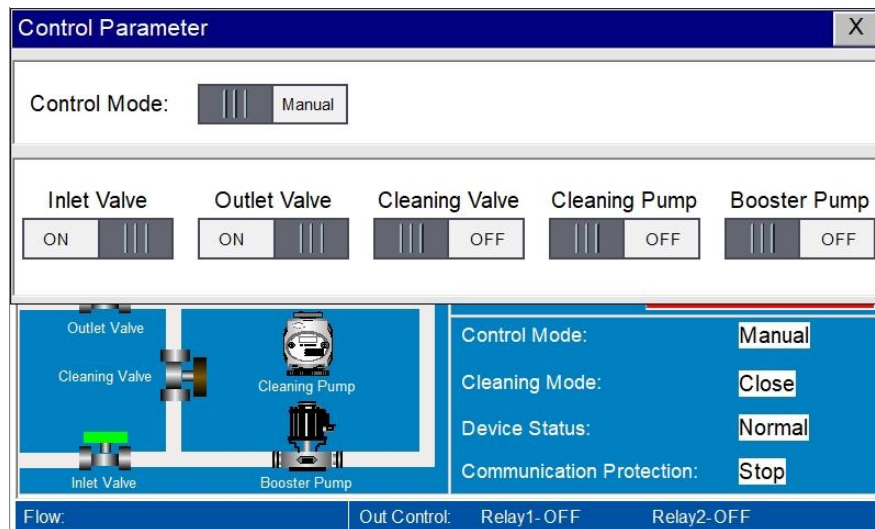 Control Parameter X
Control Mode: Manual
Inlet Valve Outlet Valve Cleaning Valve Cleaning Pump Booster Pump
ON ON OFF OFF OFF
Outlet Valve
Cleaning Valve
Cleaning Pump
Inlet Valve
Booster Pump
Control Mode: Manual
Cleaning Mode: Close
Device Status: Normal
Communication Protection: Stop
Flow: Out Control: Relay1-OFF Relay2-OFF